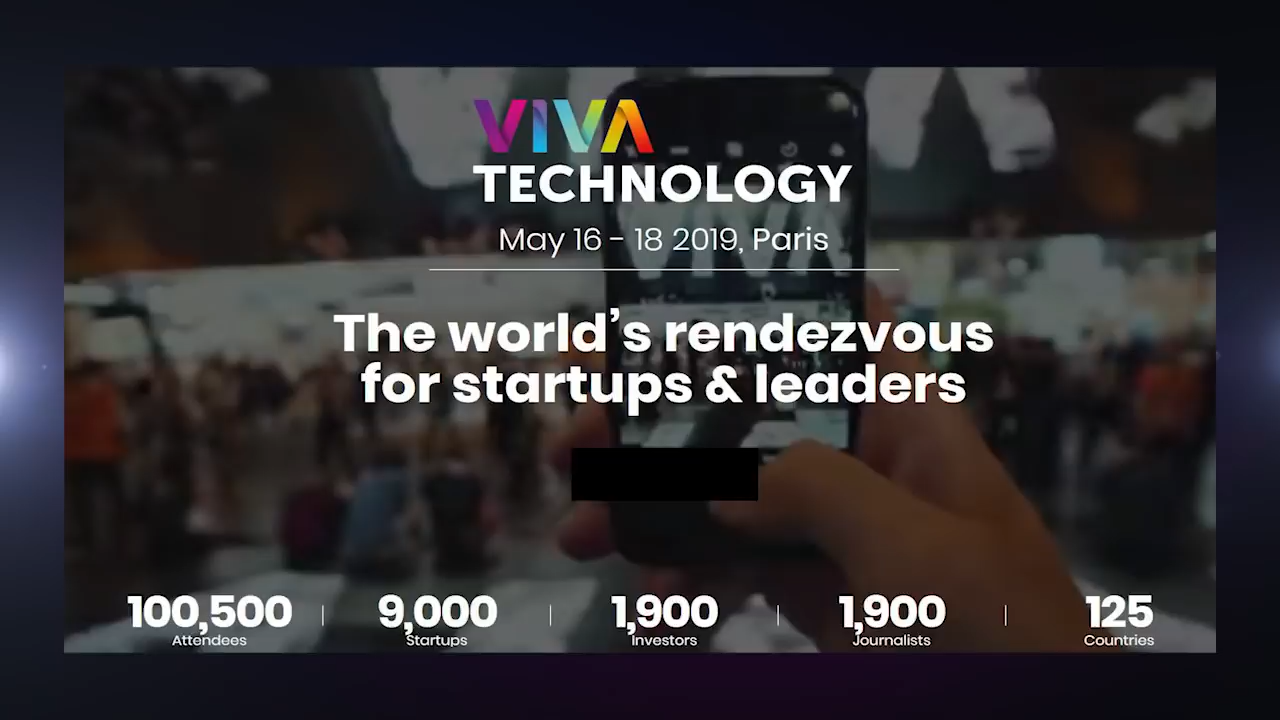 VIVA
TECHNOLOGY
May 16 - 18 2019, Paris
The world's rendezvous
for startups & leaders
100,500 9,000 1,900 1,900 125
Attendees Startups Investors Journalists Countries